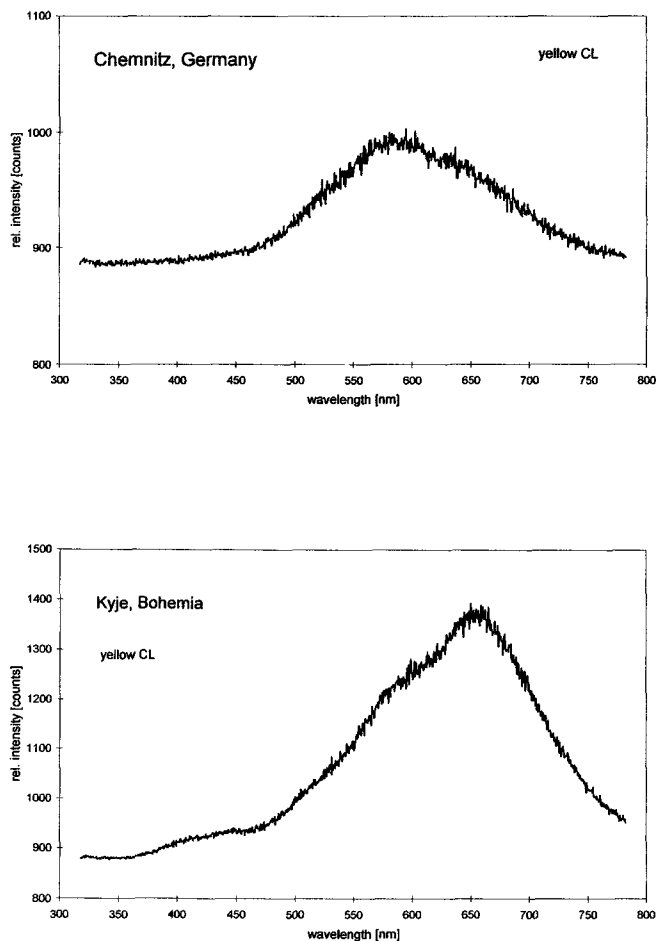 1100
Chemnitz, Germany
yellow CL
1000
rel. intensity [counts]
900
800
300 350 400 450 500 550 600 650 700 750 800
wavelength [nm]
1500
Kyje, Bohemia
1400
yellow CL
1300
1200
rel. intensity [counts]
1100
1000
900
800
300 350 400 450 500 550 600 650 700 750 800
wavelength [nm]